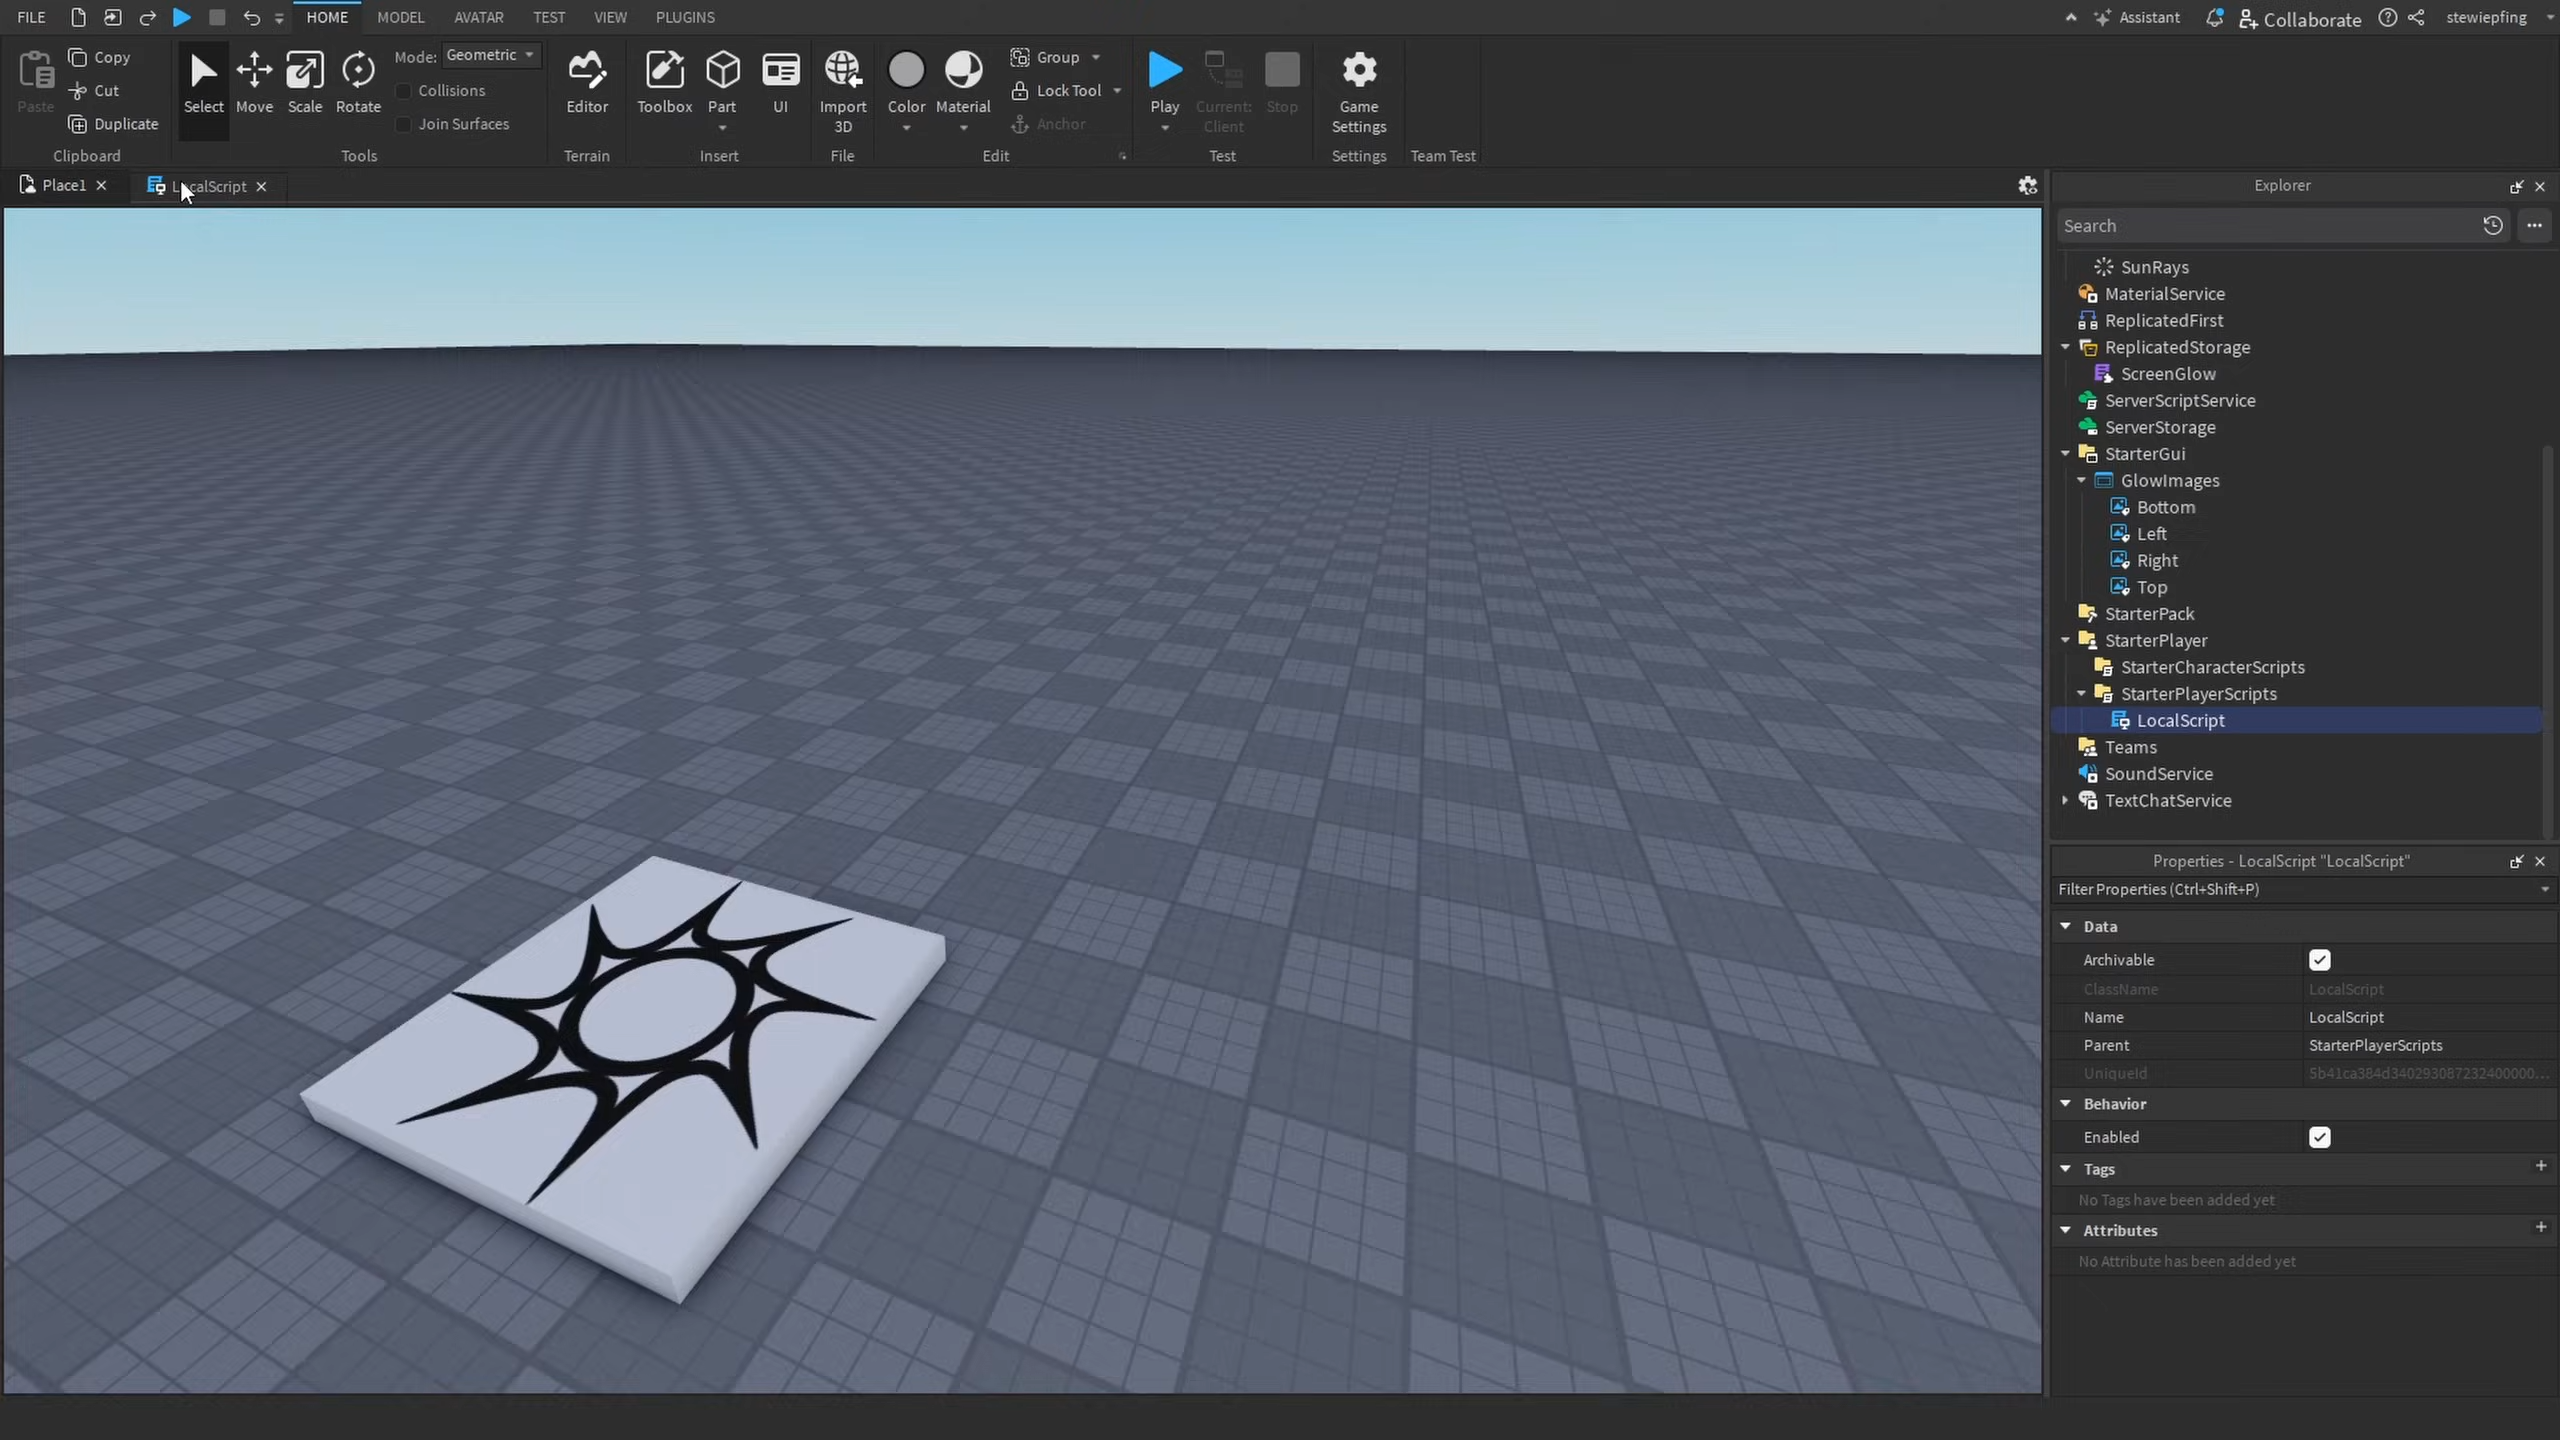 FILE
HOME
MODEL
AVATAR
TEST
VIEW
PLUGINS
Assistant
Collaborate
stewiepfing
Paste
Copy
Cut
Duplicate
Clipboard
Select
Move
Scale
Rotate
Mode:
Geometric
Collisions
Join Surfaces
Tools
Editor
Terrain
Toolbox
Part
UI
Insert
Import
3D
File
Color
Material
Group
Lock Tool
Anchor
Edit
Play
Current:
Client
Stop
Test
Game
Settings
Settings
Team Test
Place1
LocalScript
Explorer
Search
SunRays
MaterialService
ReplicatedFirst
ReplicatedStorage
ScreenGlow
ServerScriptService
ServerStorage
StarterGui
GlowImages
Bottom
Left
Right
Top
StarterPack
StarterPlayer
StarterCharacterScripts
StarterPlayerScripts
LocalScript
Teams
SoundService
TextChatService
Properties - LocalScript "LocalScript"
Filter Properties (Ctrl+Shift+P)
Data
Archivable
ClassName LocalScript
Name LocalScript
Parent StarterPlayerScripts
UniqueId 5b41ca384d340293087232400000...
Behavior
Enabled
Tags
No Tags have been added yet
Attributes
No Attribute has been added yet